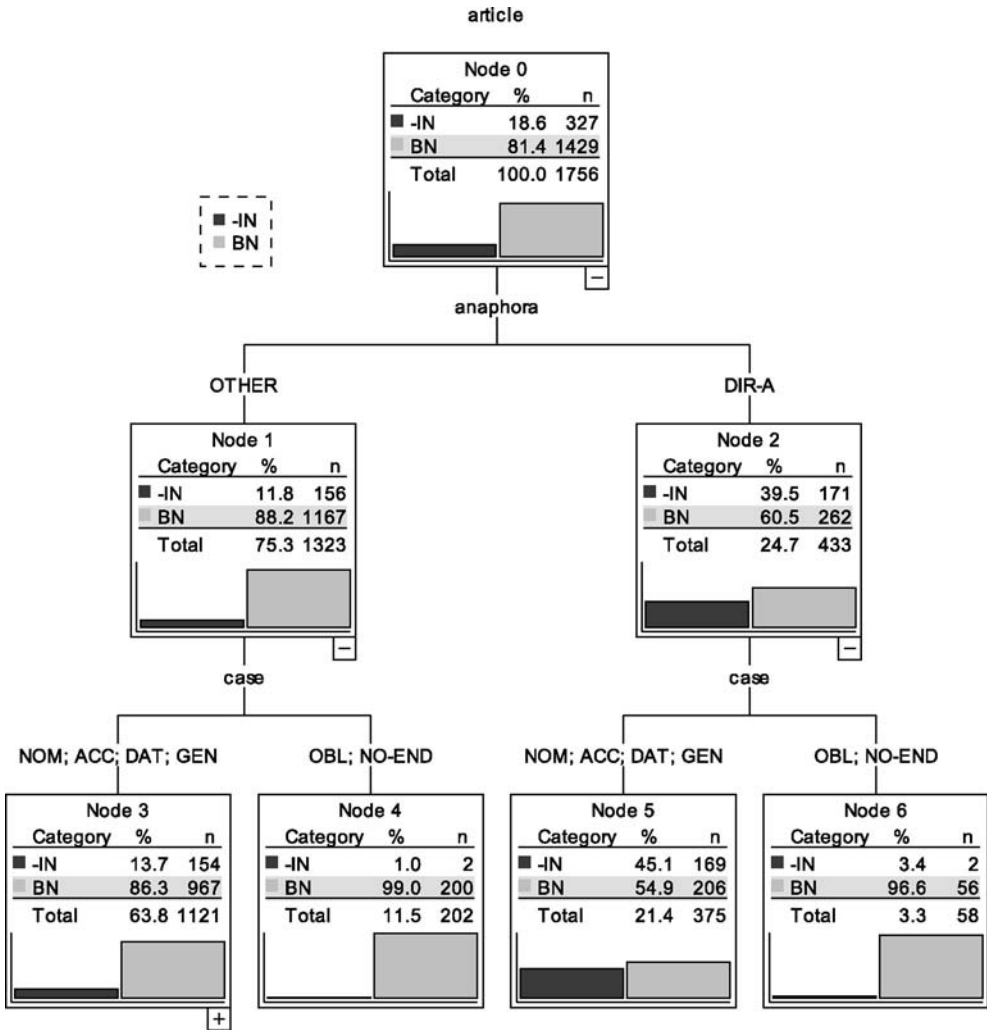 article
Node 0
Category % n
-IN 18.6 327
BN 81.4 1429
Total 100.0 1756
-IN
BN
anaphora
OTHER
DIR-A
Node 1
Category % n
-IN 11.8 156
BN 88.2 1167
Total 75.3 1323
Node 2
Category % n
-IN 39.5 171
BN 60.5 262
Total 24.7 433
case
case
NOM; ACC; DAT; GEN
OBL; NO-END
NOM; ACC; DAT; GEN
OBL; NO-END
Node 3
Category % n
-IN 13.7 154
BN 86.3 967
Total 63.8 1121
Node 4
Category % n
-IN 1.0 2
BN 99.0 200
Total 11.5 202
Node 5
Category % n
-IN 45.1 169
BN 54.9 206
Total 21.4 375
Node 6
Category % n
-IN 3.4 2
BN 96.6 56
Total 3.3 58